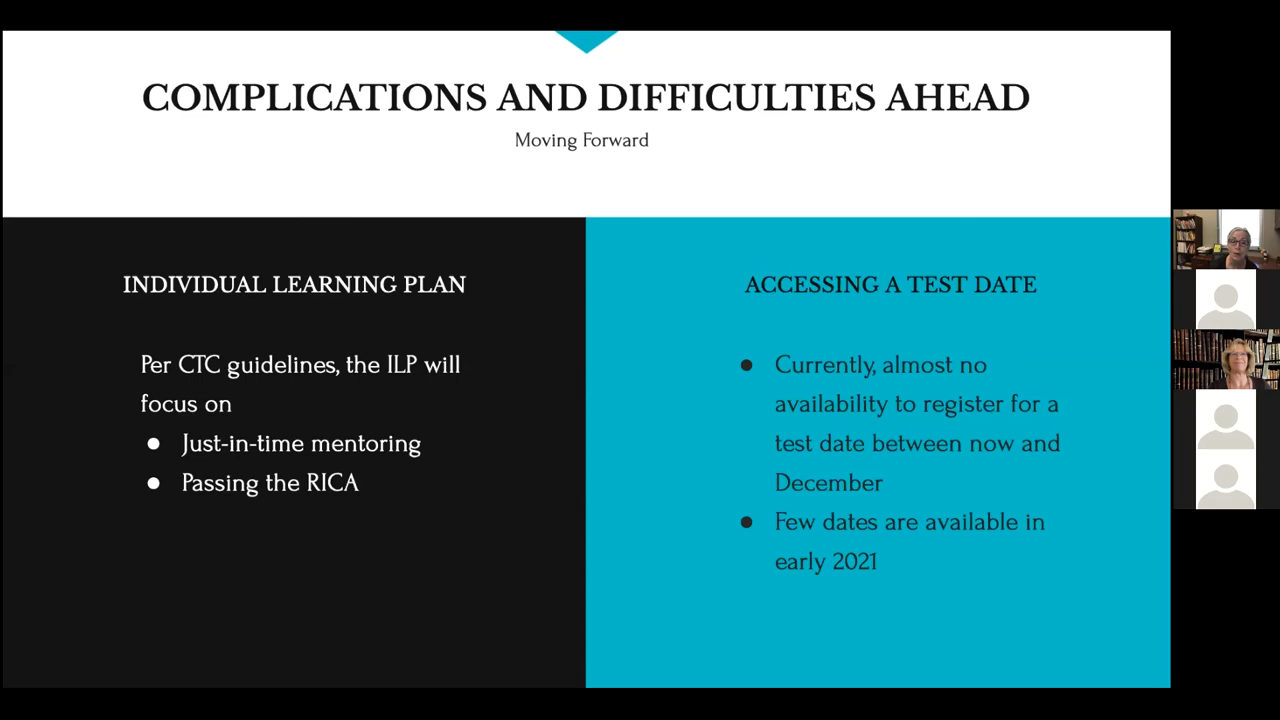 COMPLICATIONS AND DIFFICULTIES AHEAD
Moving Forward
INDIVIDUAL LEARNING PLAN
Per CTC guidelines, the ILP will
focus on
● Just-in-time mentoring
● Passing the RICA
ACCESSING A TEST DATE
● Currently, almost no
availability to register for a
test date between now and
December
● Few dates are available in
early 2021